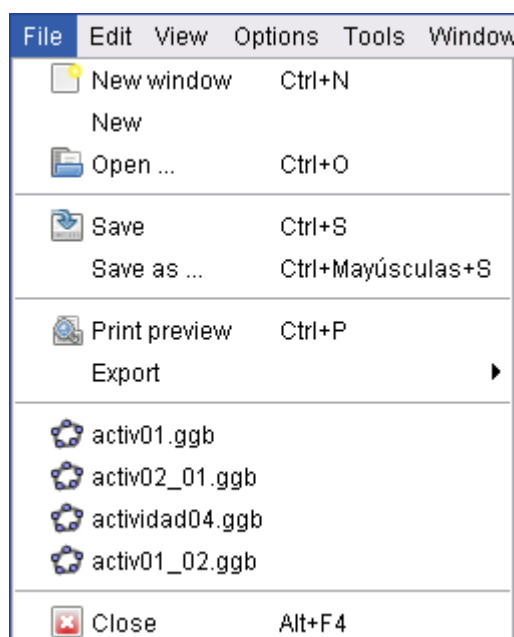 File Edit View Options Tools Window
New window Ctrl+N
New
Open ... Ctrl+O
Save Ctrl+S
Save as ... Ctrl+Mayúsculas+S
Print preview Ctrl+P
Export
activ01.ggb
activ02_01.ggb
actividad04.ggb
activ01_02.ggb
Close Alt+F4